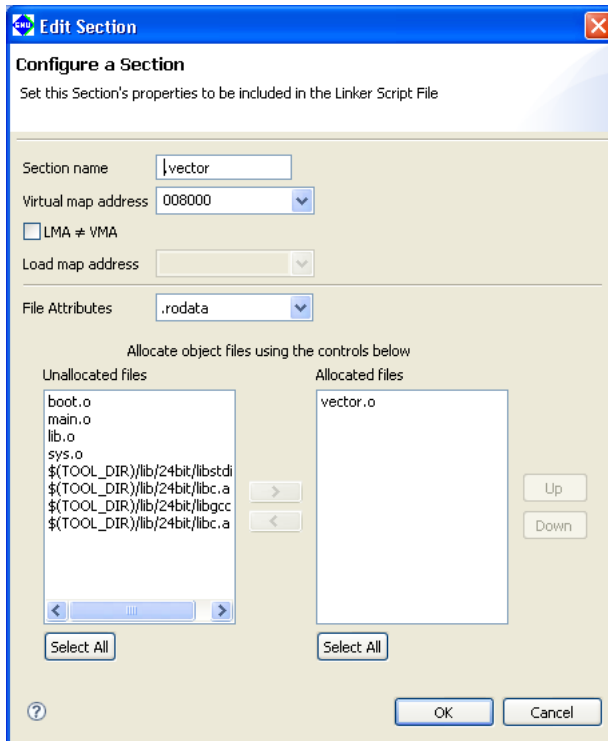 GNU Edit Section
Configure a Section
Set this Section's properties to be included in the Linker Script File
Section name .vector
Virtual map address 008000
LMA ≠ VMA
Load map address
File Attributes .rodata
Allocate object files using the controls below
Unallocated files
boot.o
main.o
lib.o
sys.o
$(TOOL_DIR)/lib/24bit/libstdi
$(TOOL_DIR)/lib/24bit/libc.a
$(TOOL_DIR)/lib/24bit/libgcc
$(TOOL_DIR)/lib/24bit/libc.a
Select All
>
<
Allocated files
vector.o
Select All
Up
Down
?
OK
Cancel